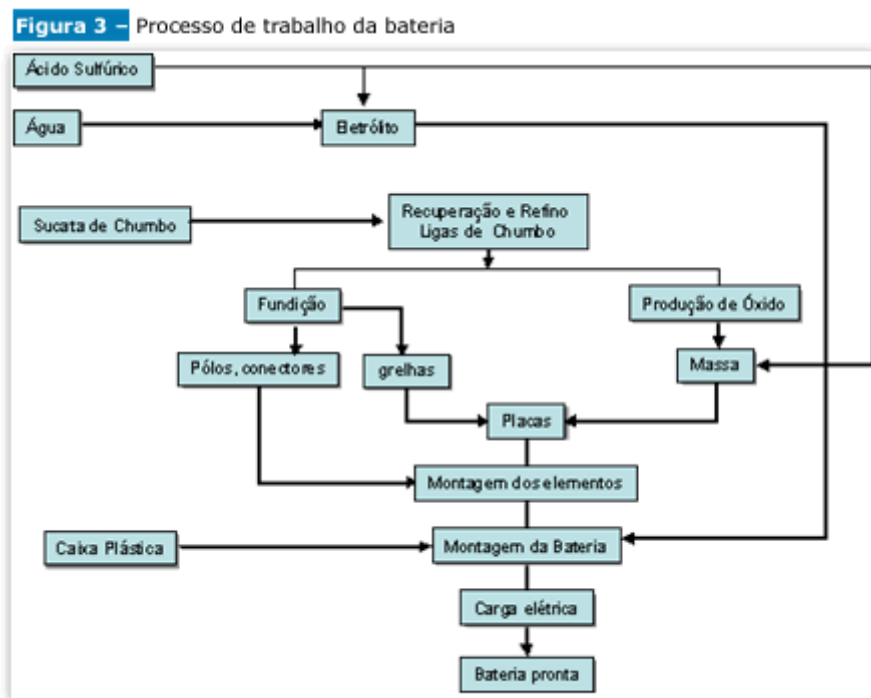 Figura 3 – Processo de trabalho da bateria
Ácido Sulfúrico
Água
Eletrólito
Sucata de Chumbo
Recuperação e Refino
Ligas de Chumbo
Fundição
Produção de Óxido
Pólos, conectores
grelhas
Massa
Placas
Montagem dos elementos
Caixa Plástica
Montagem da Bateria
Carga elétrica
Bateria pronta